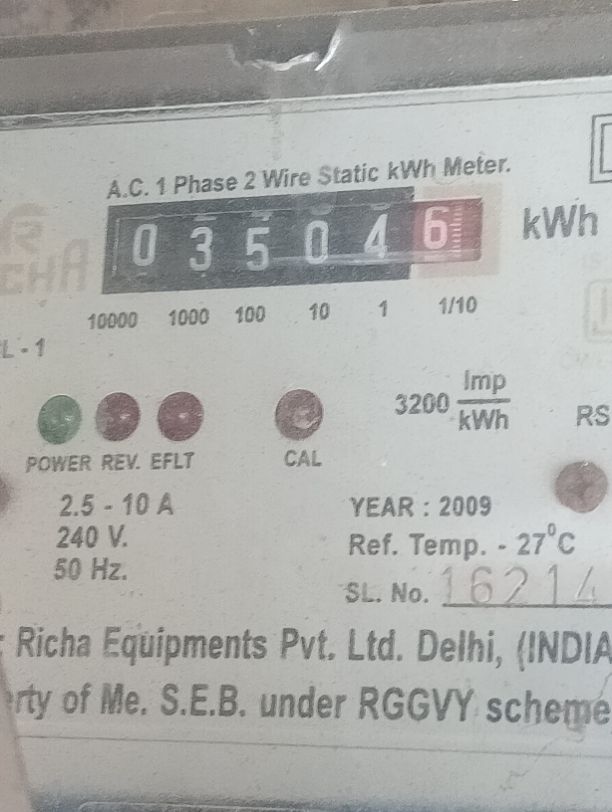 A.C. 1 Phase 2 Wire Static kWh Meter.
0 3 5 0 4 6 kWh
10000 1000 100 10 1 1/10
CHA
L - 1
3200 Imp/kWh
RS
POWER REV. EFLT CAL
2.5 - 10 A
240 V.
50 Hz.
YEAR : 2009
Ref. Temp. - 27°C
SL. No. 16214
Richa Equipments Pvt. Ltd. Delhi, (INDIA
rty of Me. S.E.B. under RGGVY scheme